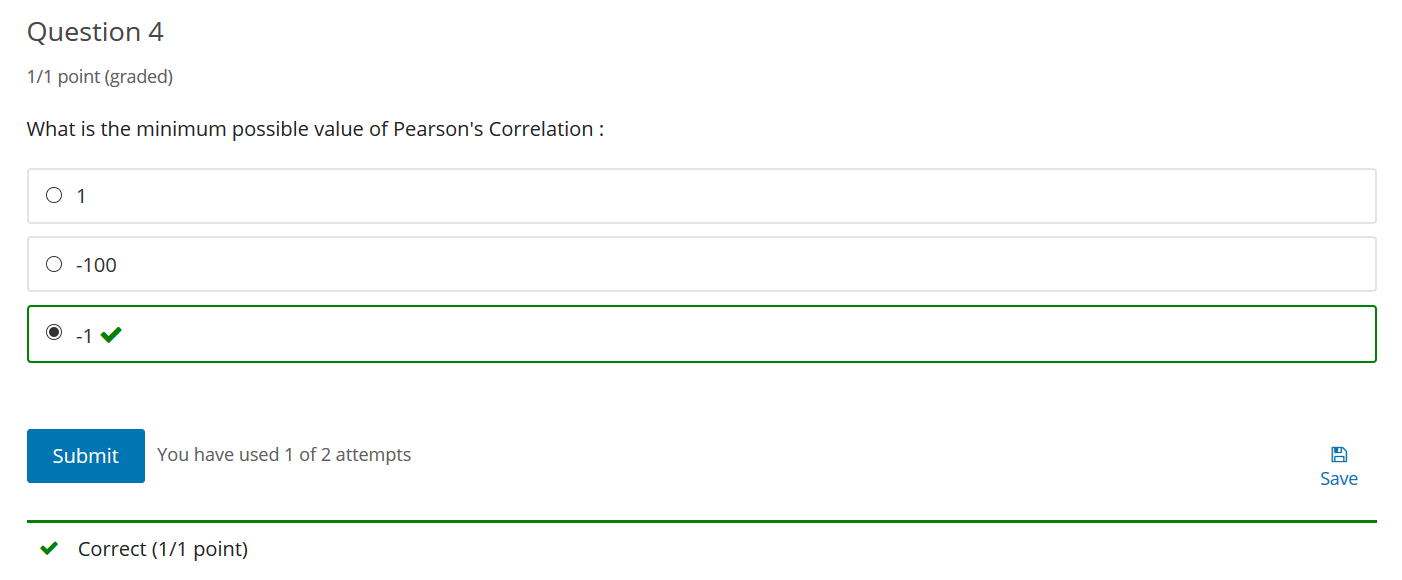 Question 4
1/1 point (graded)
What is the minimum possible value of Pearson's Correlation :
1
-100
-1
Submit
You have used 1 of 2 attempts
Save
Correct (1/1 point)